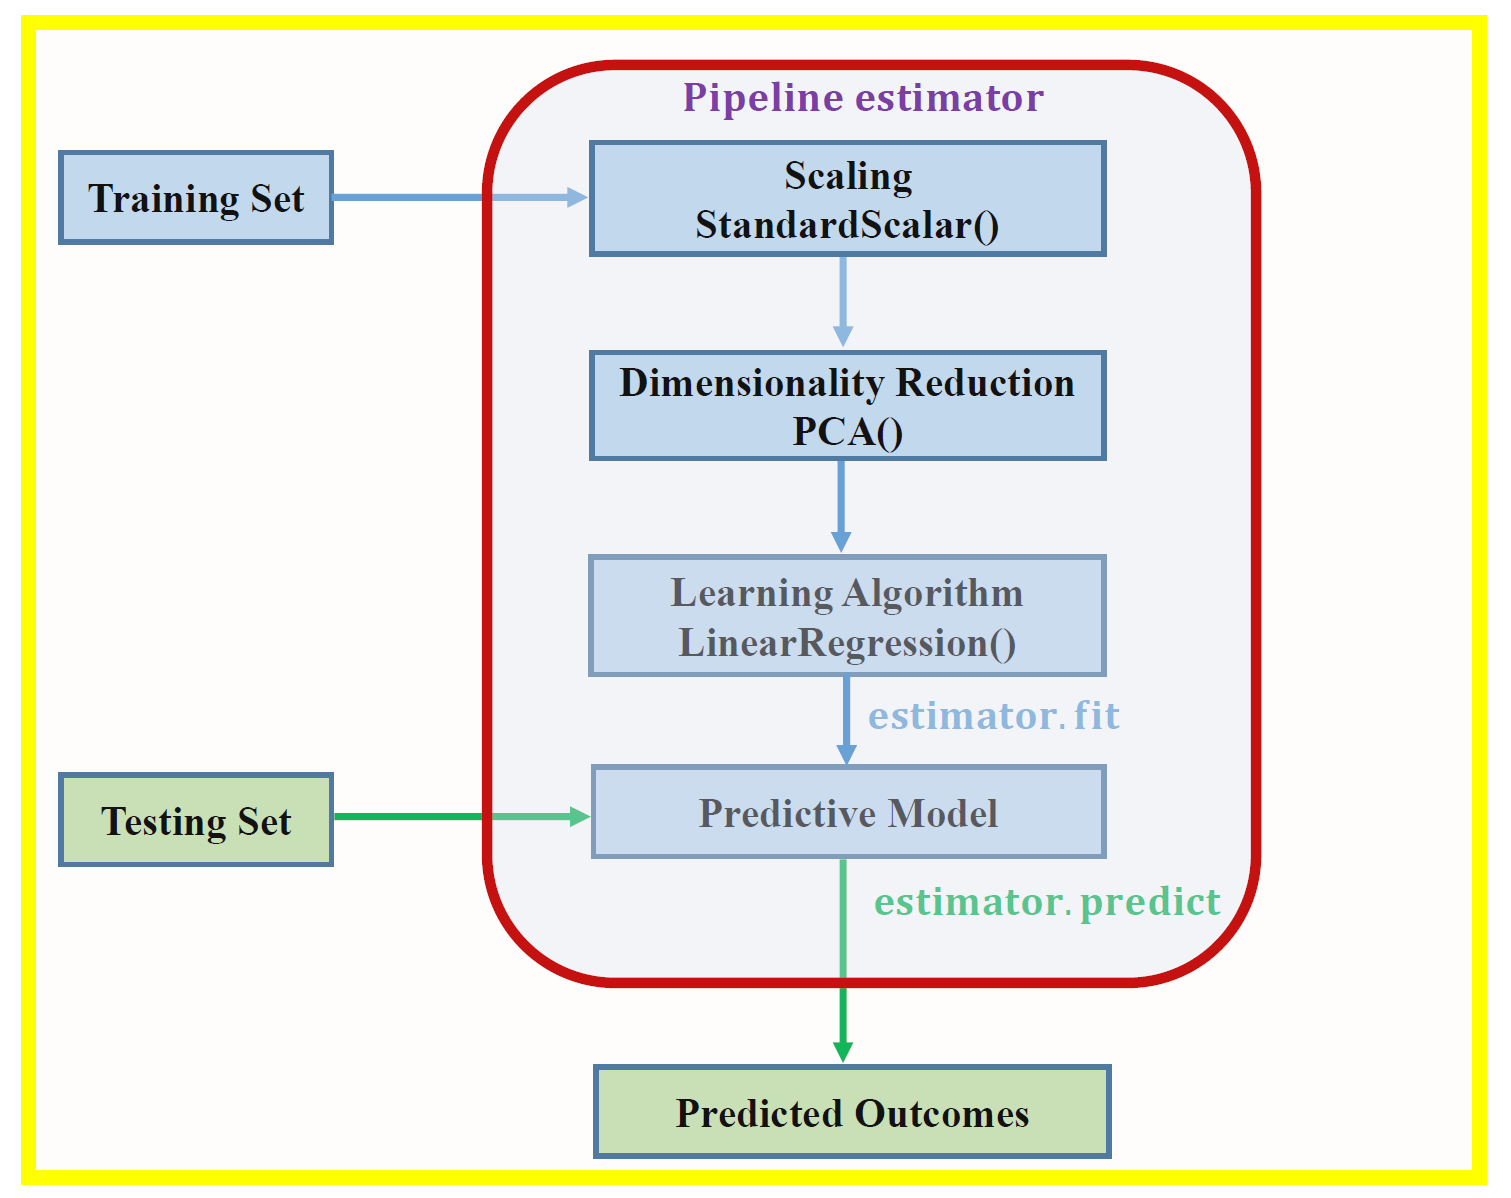 Pipeline estimator
Training Set
Scaling
StandardScalar()
Dimensionality Reduction
PCA()
Learning Algorithm
LinearRegression()
estimator.fit
Testing Set
Predictive Model
estimator.predict
Predicted Outcomes